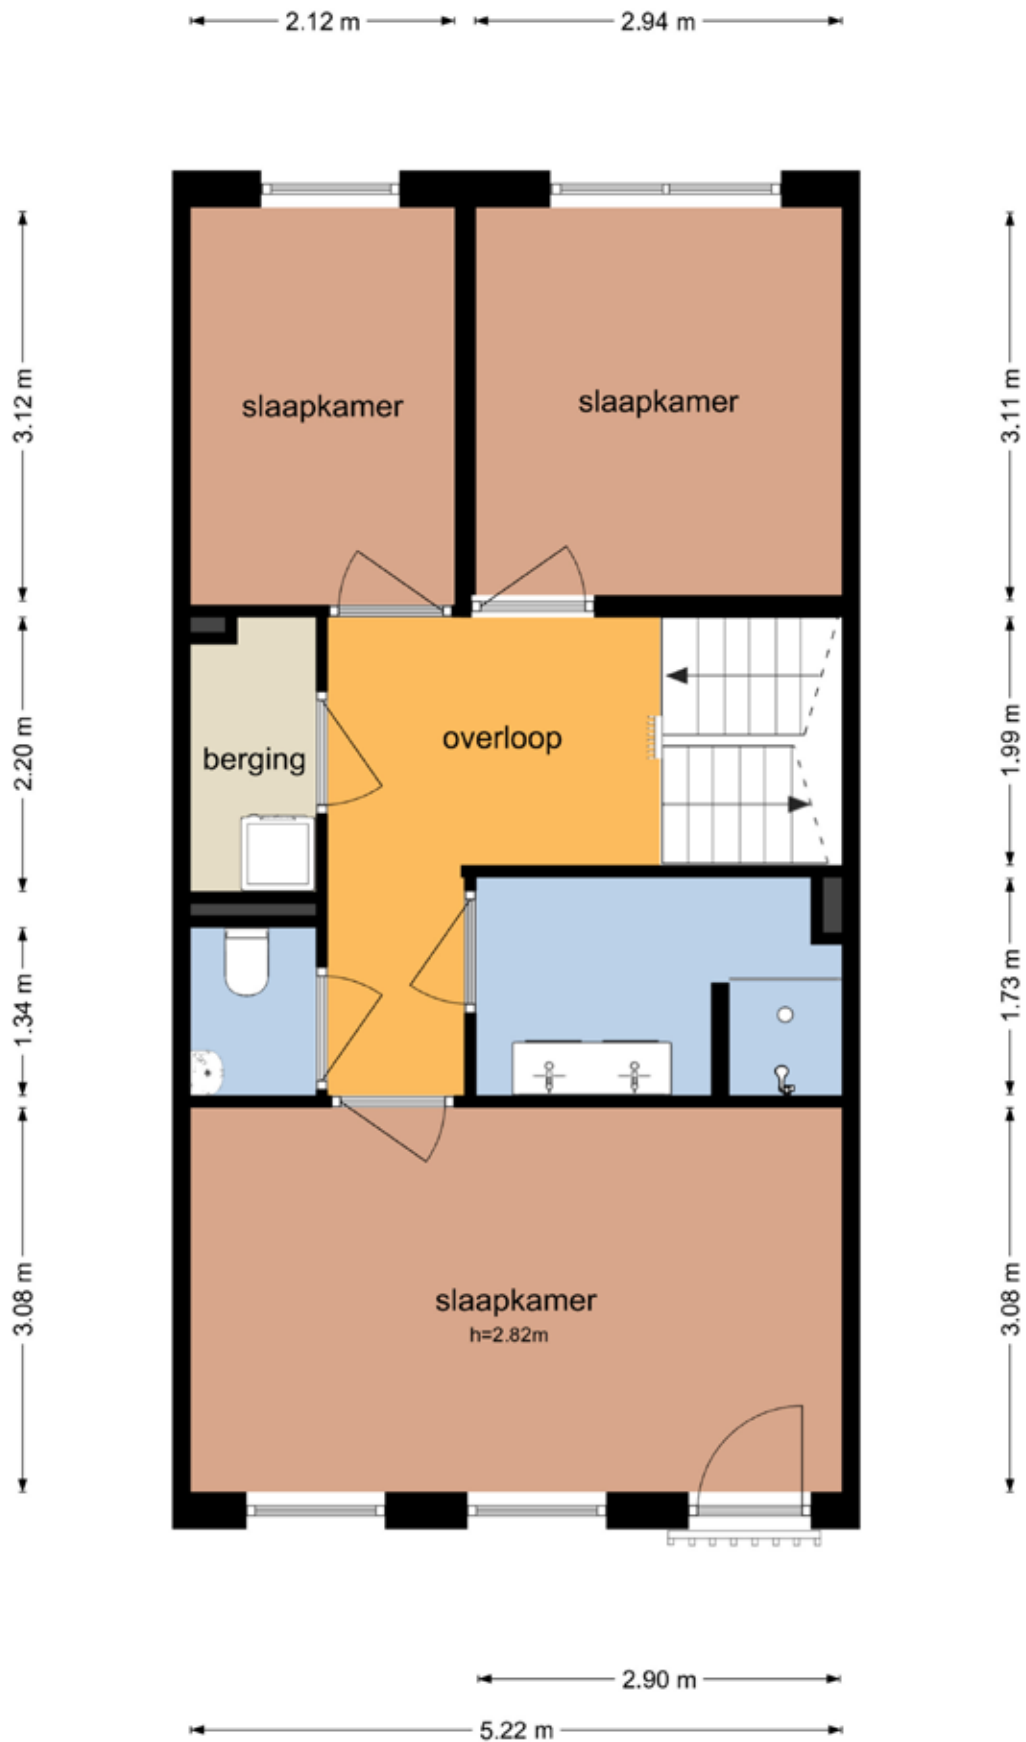 2.12 m
2.94 m
3.12 m
3.11 m
slaapkamer
slaapkamer
2.20 m
1.99 m
overloop
berging
1.34 m
1.73 m
3.08 m
3.08 m
slaapkamer
h=2.82m
2.90 m
5.22 m